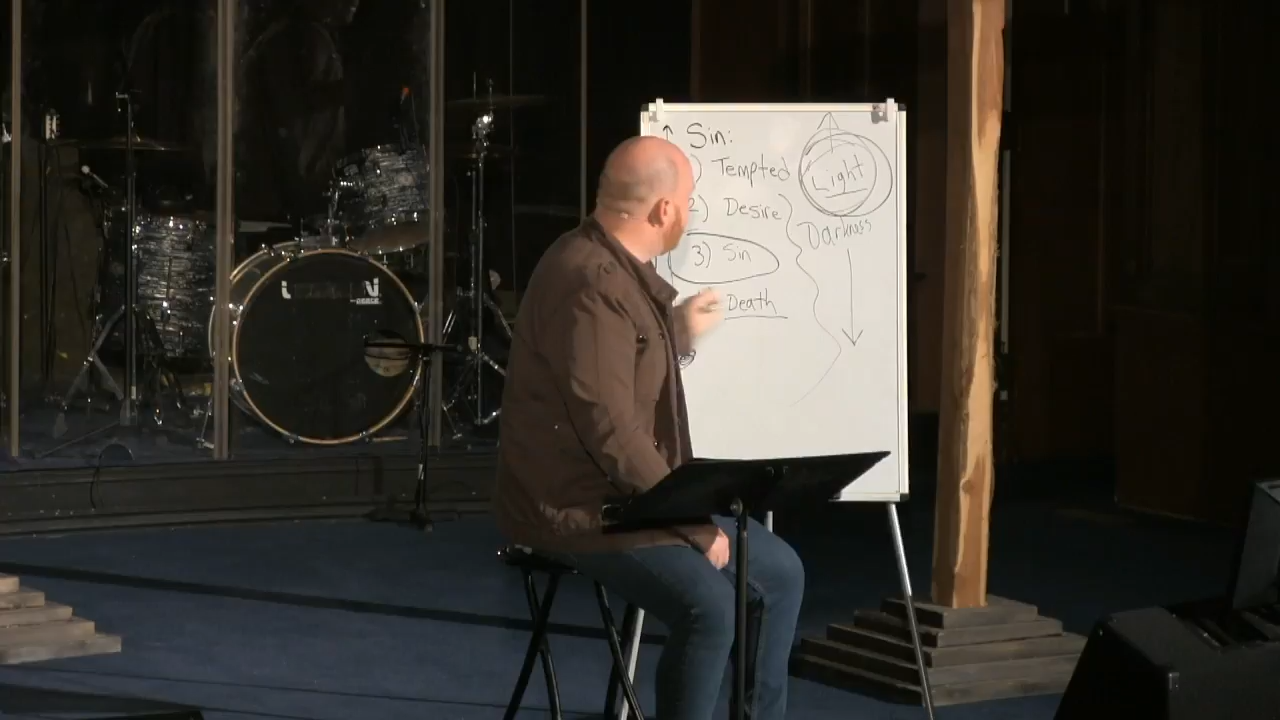 Sin:
) Tempted
2) Desire
3) Sin
Death
Light
Darkness